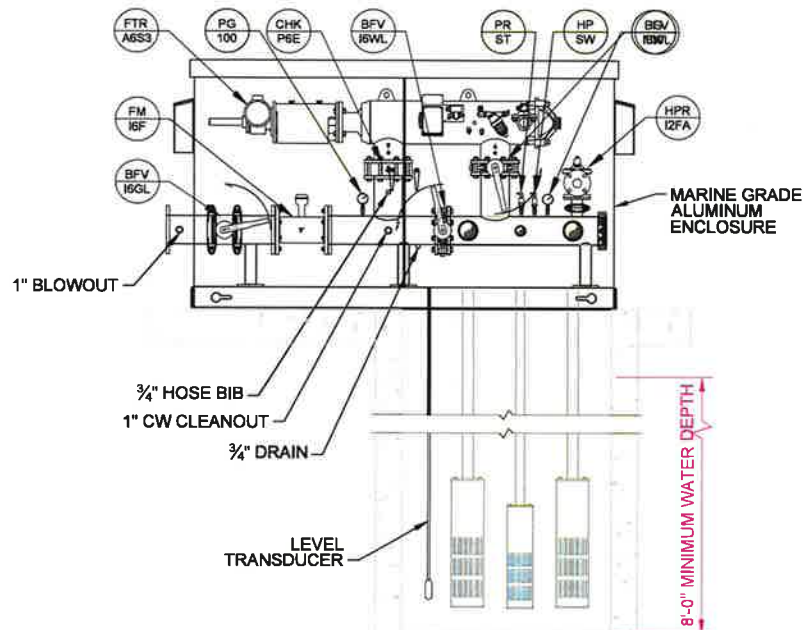 FTR
A6S3
PG
100
CHK
P6E
BFV
I6WL
PR
ST
HP
SW
FM
I6F
BFV
I6GL
HPR
I2FA
MARINE GRADE
ALUMINUM
ENCLOSURE
1" BLOWOUT
¾" HOSE BIB
1" CW CLEANOUT
¾" DRAIN
LEVEL
TRANSDUCER
8'-0" MINIMUM WATER DEPTH